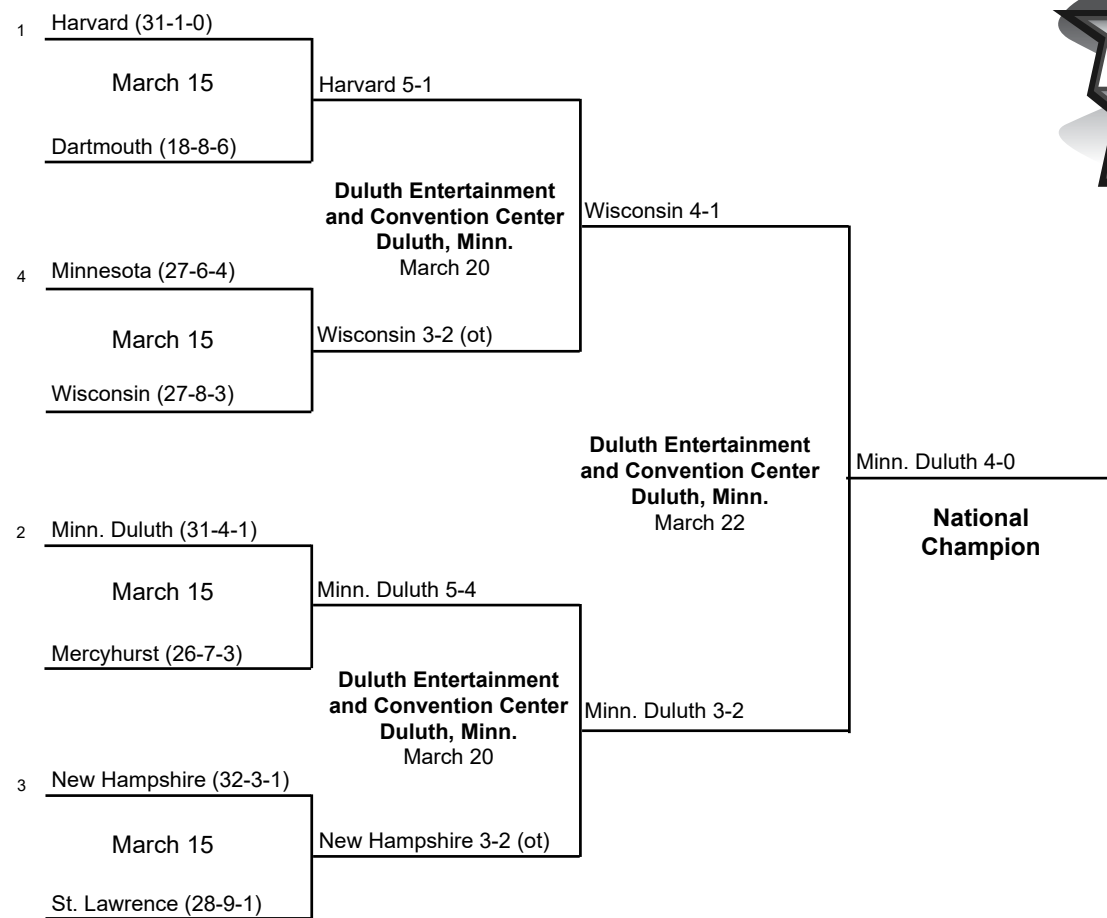 1 Harvard (31-1-0)
March 15
Dartmouth (18-8-6)
Harvard 5-1
Duluth Entertainment
and Convention Center
Duluth, Minn.
March 20
4 Minnesota (27-6-4)
March 15
Wisconsin (27-8-3)
Wisconsin 3-2 (ot)
Wisconsin 4-1
Duluth Entertainment
and Convention Center
Duluth, Minn.
March 22
2 Minn. Duluth (31-4-1)
March 15
Mercyhurst (26-7-3)
Minn. Duluth 5-4
Duluth Entertainment
and Convention Center
Duluth, Minn.
March 20
3 New Hampshire (32-3-1)
March 15
St. Lawrence (28-9-1)
New Hampshire 3-2 (ot)
Minn. Duluth 3-2
Minn. Duluth 4-0
National
Champion